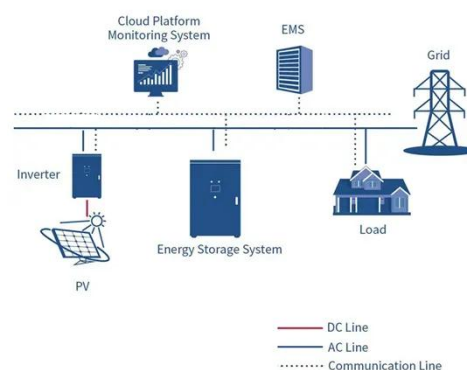 Cloud Platform
Monitoring System
EMS
Grid
Inverter
Energy Storage System
Load
PV
DC Line
AC Line
Communication Line